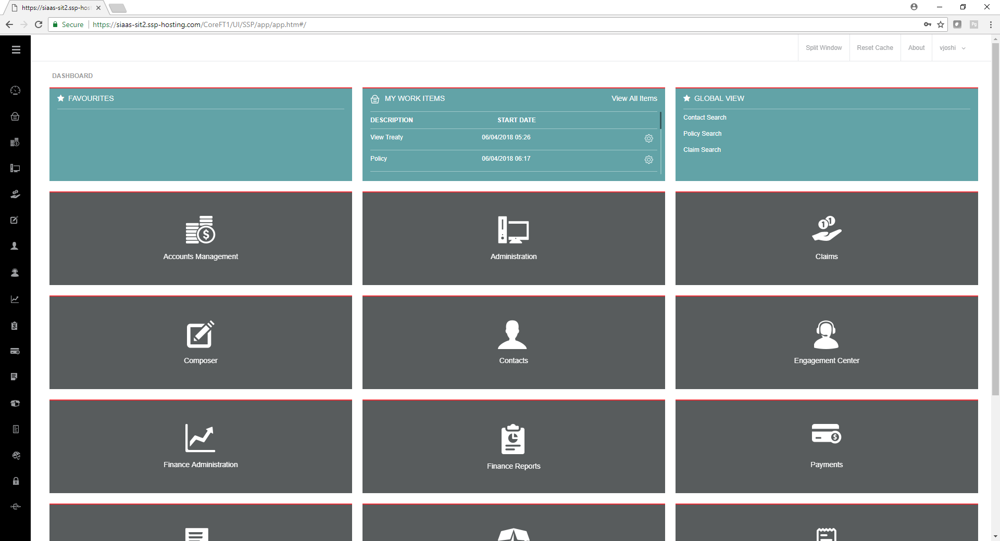 https://siaas-sit2.ssp-hos
Secure
https://siaas-sit2.ssp-hosting.com/CoreFT1/UI/SSP/app/app.htm#/
Split Window
Reset Cache
About
vjoshi
DASHBOARD
FAVOURITES
MY WORK ITEMS
View All Items
DESCRIPTION START DATE
View Treaty 06/04/2018 05:26
Policy 06/04/2018 06:17
GLOBAL VIEW
Contact Search
Policy Search
Claim Search
$
Accounts Management
Administration
1 1
Claims
Composer
Contacts
Engagement Center
Finance Administration
Finance Reports
$
Payments